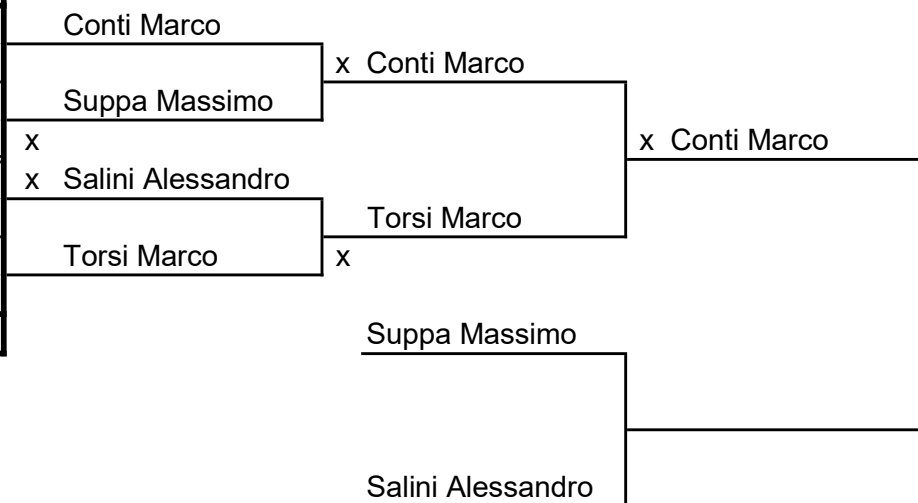 Conti Marco
x Conti Marco
Suppa Massimo
x
x Conti Marco
x Salini Alessandro
Torsi Marco
Torsi Marco
x
Suppa Massimo
Salini Alessandro